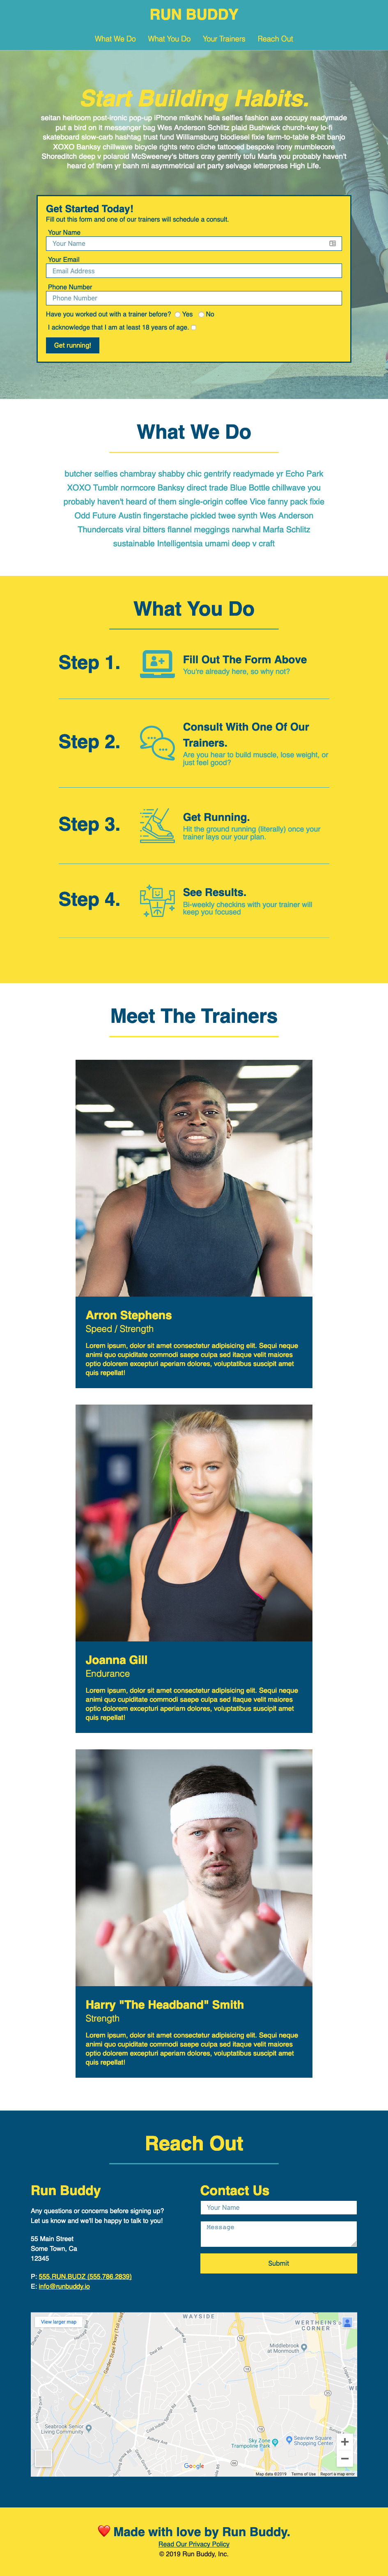 RUN BUDDY
What We Do What You Do Your Trainers Reach Out
Start Building Habits.
seitan heirloom post-ironic pop-up iPhone mlkshk hella selfies fashion axe occupy readymade
put a bird on it messenger bag Wes Anderson Schlitz plaid Bushwick church-key lo-fi
skateboard slow-carb hashtag trust fund Williamsburg biodiesel fixie farm-to-table 8-bit banjo
XOXO Banksy chillwave bicycle rights retro cliche tattooed bespoke irony mumblecore
Shoreditch deep v polaroid McSweeney's bitters cray gentrify tofu Marfa you probably haven't
heard of them yr banh mi asymmetrical art party selvage letterpress High Life.
Get Started Today!
Fill out this form and one of our trainers will schedule a consult.
Your Name
Your Name
Your Email
Email Address
Phone Number
Phone Number
Have you worked out with a trainer before? Yes No
I acknowledge that I am at least 18 years of age.
Get running!
What We Do
butcher selfies chambray shabby chic gentrify readymade yr Echo Park
XOXO Tumblr normcore Banksy direct trade Blue Bottle chillwave you
probably haven't heard of them single-origin coffee Vice fanny pack fixie
Odd Future Austin fingerstache pickled twee synth Wes Anderson
Thundercats viral bitters flannel meggings narwhal Marfa Schlitz
sustainable Intelligentsia umami deep v craft
What You Do
Step 1.
Fill Out The Form Above
You're already here, so why not?
Step 2.
Consult With One Of Our
Trainers.
Are you hear to build muscle, lose weight, or
just feel good?
Step 3.
Get Running.
Hit the ground running (literally) once your
trainer lays our your plan.
Step 4.
See Results.
Bi-weekly checkins with your trainer will
keep you focused
Meet The Trainers
Arron Stephens
Speed / Strength
Lorem ipsum, dolor sit amet consectetur adipisicing elit. Sequi neque
animi quo cupiditate commodi saepe culpa sed itaque velit maiores
optio dolorem excepturi aperiam dolores, voluptatibus suscipit amet
quis repellat!
Joanna Gill
Endurance
Lorem ipsum, dolor sit amet consectetur adipisicing elit. Sequi neque
animi quo cupiditate commodi saepe culpa sed itaque velit maiores
optio dolorem excepturi aperiam dolores, voluptatibus suscipit amet
quis repellat!
Harry "The Headband" Smith
Strength
Lorem ipsum, dolor sit amet consectetur adipisicing elit. Sequi neque
animi quo cupiditate commodi saepe culpa sed itaque velit maiores
optio dolorem excepturi aperiam dolores, voluptatibus suscipit amet
quis repellat!
Reach Out
Run Buddy
Any questions or concerns before signing up?
Let us know and we'll be happy to talk to you!
55 Main Street
Some Town, Ca
12345
P: 555.RUN.BUDZ (555.786.2839)
E: info@runbuddy.io
Contact Us
Your Name
Message
Submit
View larger map
WAYSIDE
WERTHEINS
CORNER
Middlebrook
at Monmouth
Garden State Pkwy (Toll road)
Seabrook Senior
Living Community
Sky Zone
Trampoline Park
Seaview Square
Shopping Center
Google
Map data ©2019 Terms of Use Report a map error
Made with love by Run Buddy.
Read Our Privacy Policy
© 2019 Run Buddy, Inc.